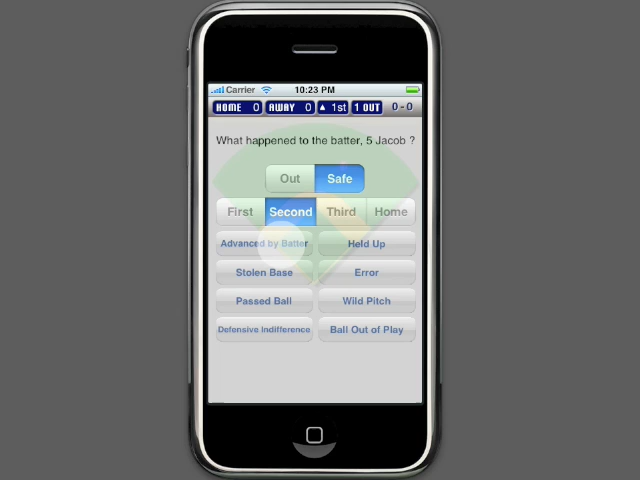 Carrier 10:23 PM
HOME 0 AWAY 0 ▲ 1st 1 OUT 0 - 0
What happened to the batter, 5 Jacob ?
Out Safe
First Second Third Home
Advanced by Batter Held Up
Stolen Base Error
Passed Ball Wild Pitch
Defensive Indifference Ball Out of Play